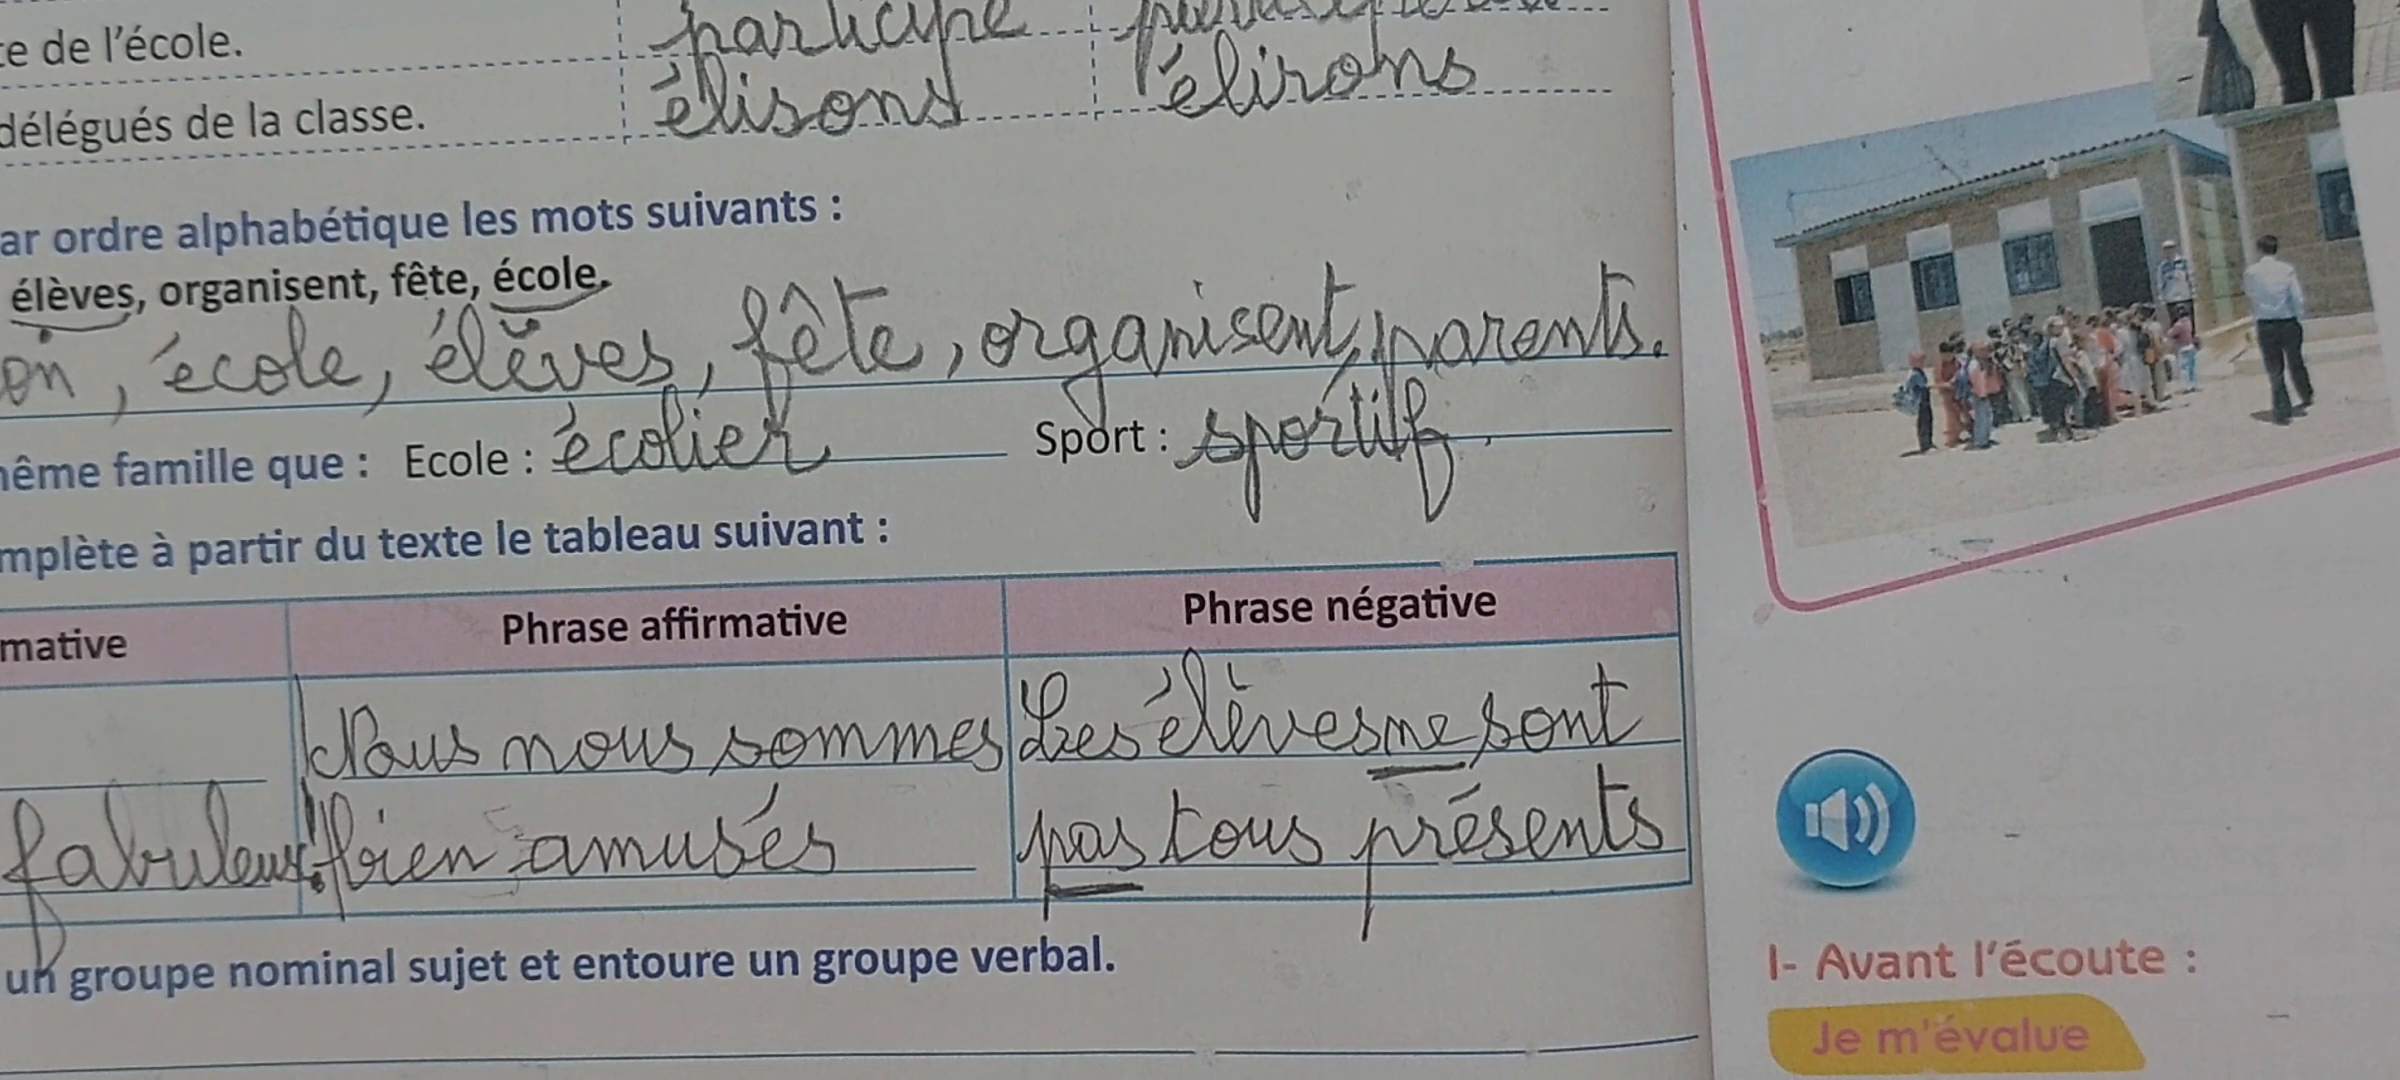 te de l'école.
participe
délégués de la classe.
élisons
l'élirons
ar ordre alphabétique les mots suivants :
élèves, organisent, fête, école.
on, école, élèves, fête, organisent, parents.
même famille que : Ecole : écolier Sport : sportif
mplète à partir du texte le tableau suivant :
mative
Phrase affirmative
Phrase négative
fabuleux!
Nous nous sommes
bien amusés
Les élèves ne sont
pas tous présents
un groupe nominal sujet et entoure un groupe verbal.
I- Avant l'écoute :
Je m'évalue